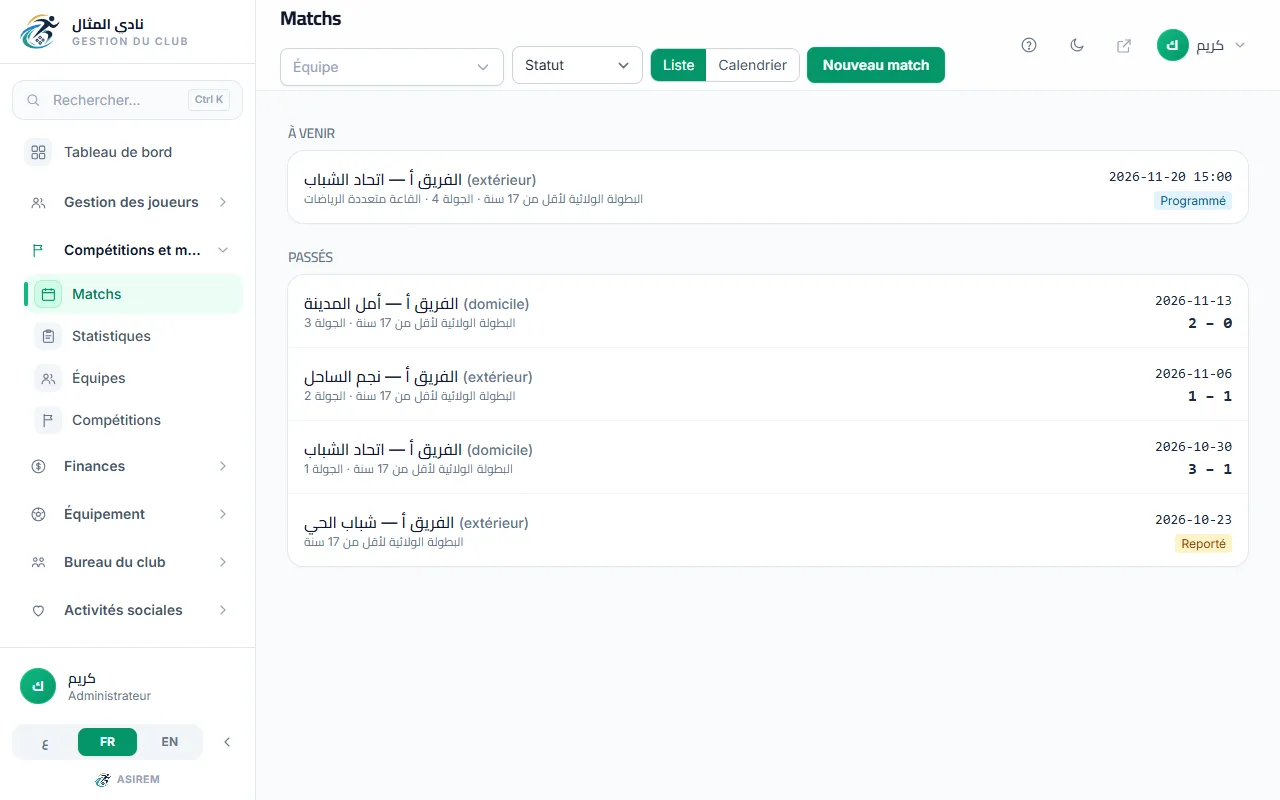 نادي المثال
GESTION DU CLUB
Rechercher...
Ctrl K
Tableau de bord
Gestion des joueurs
Compétitions et m...
Matchs
Statistiques
Équipes
Compétitions
Finances
Équipement
Bureau du club
Activités sociales
ك
كريم
Administrateur
ع
FR
EN
ASIREM
Matchs
Équipe
Statut
Liste
Calendrier
Nouveau match
ك
كريم
À VENIR
الفريق أ — اتحاد الشباب (extérieur)
البطولة الولائية لأقل من 17 سنة · الجولة 4 · القاعة متعددة الرياضات
2026-11-20 15:00
Programmé
PASSÉS
الفريق أ — أمل المدينة (domicile)
البطولة الولائية لأقل من 17 سنة · الجولة 3
2026-11-13
2 – 0
الفريق أ — نجم الساحل (extérieur)
البطولة الولائية لأقل من 17 سنة · الجولة 2
2026-11-06
1 – 1
الفريق أ — اتحاد الشباب (domicile)
البطولة الولائية لأقل من 17 سنة · الجولة 1
2026-10-30
3 – 1
الفريق أ — شباب الحي (extérieur)
البطولة الولائية لأقل من 17 سنة
2026-10-23
Reporté